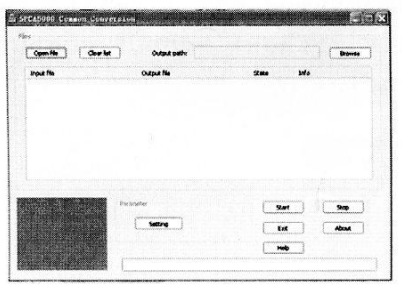 SPCA5000 Common Conversion
Files
Open file Clear list Output path: Browse
Input file Output file State Info
Parameter
Setting Start Stop
Exit About
Help